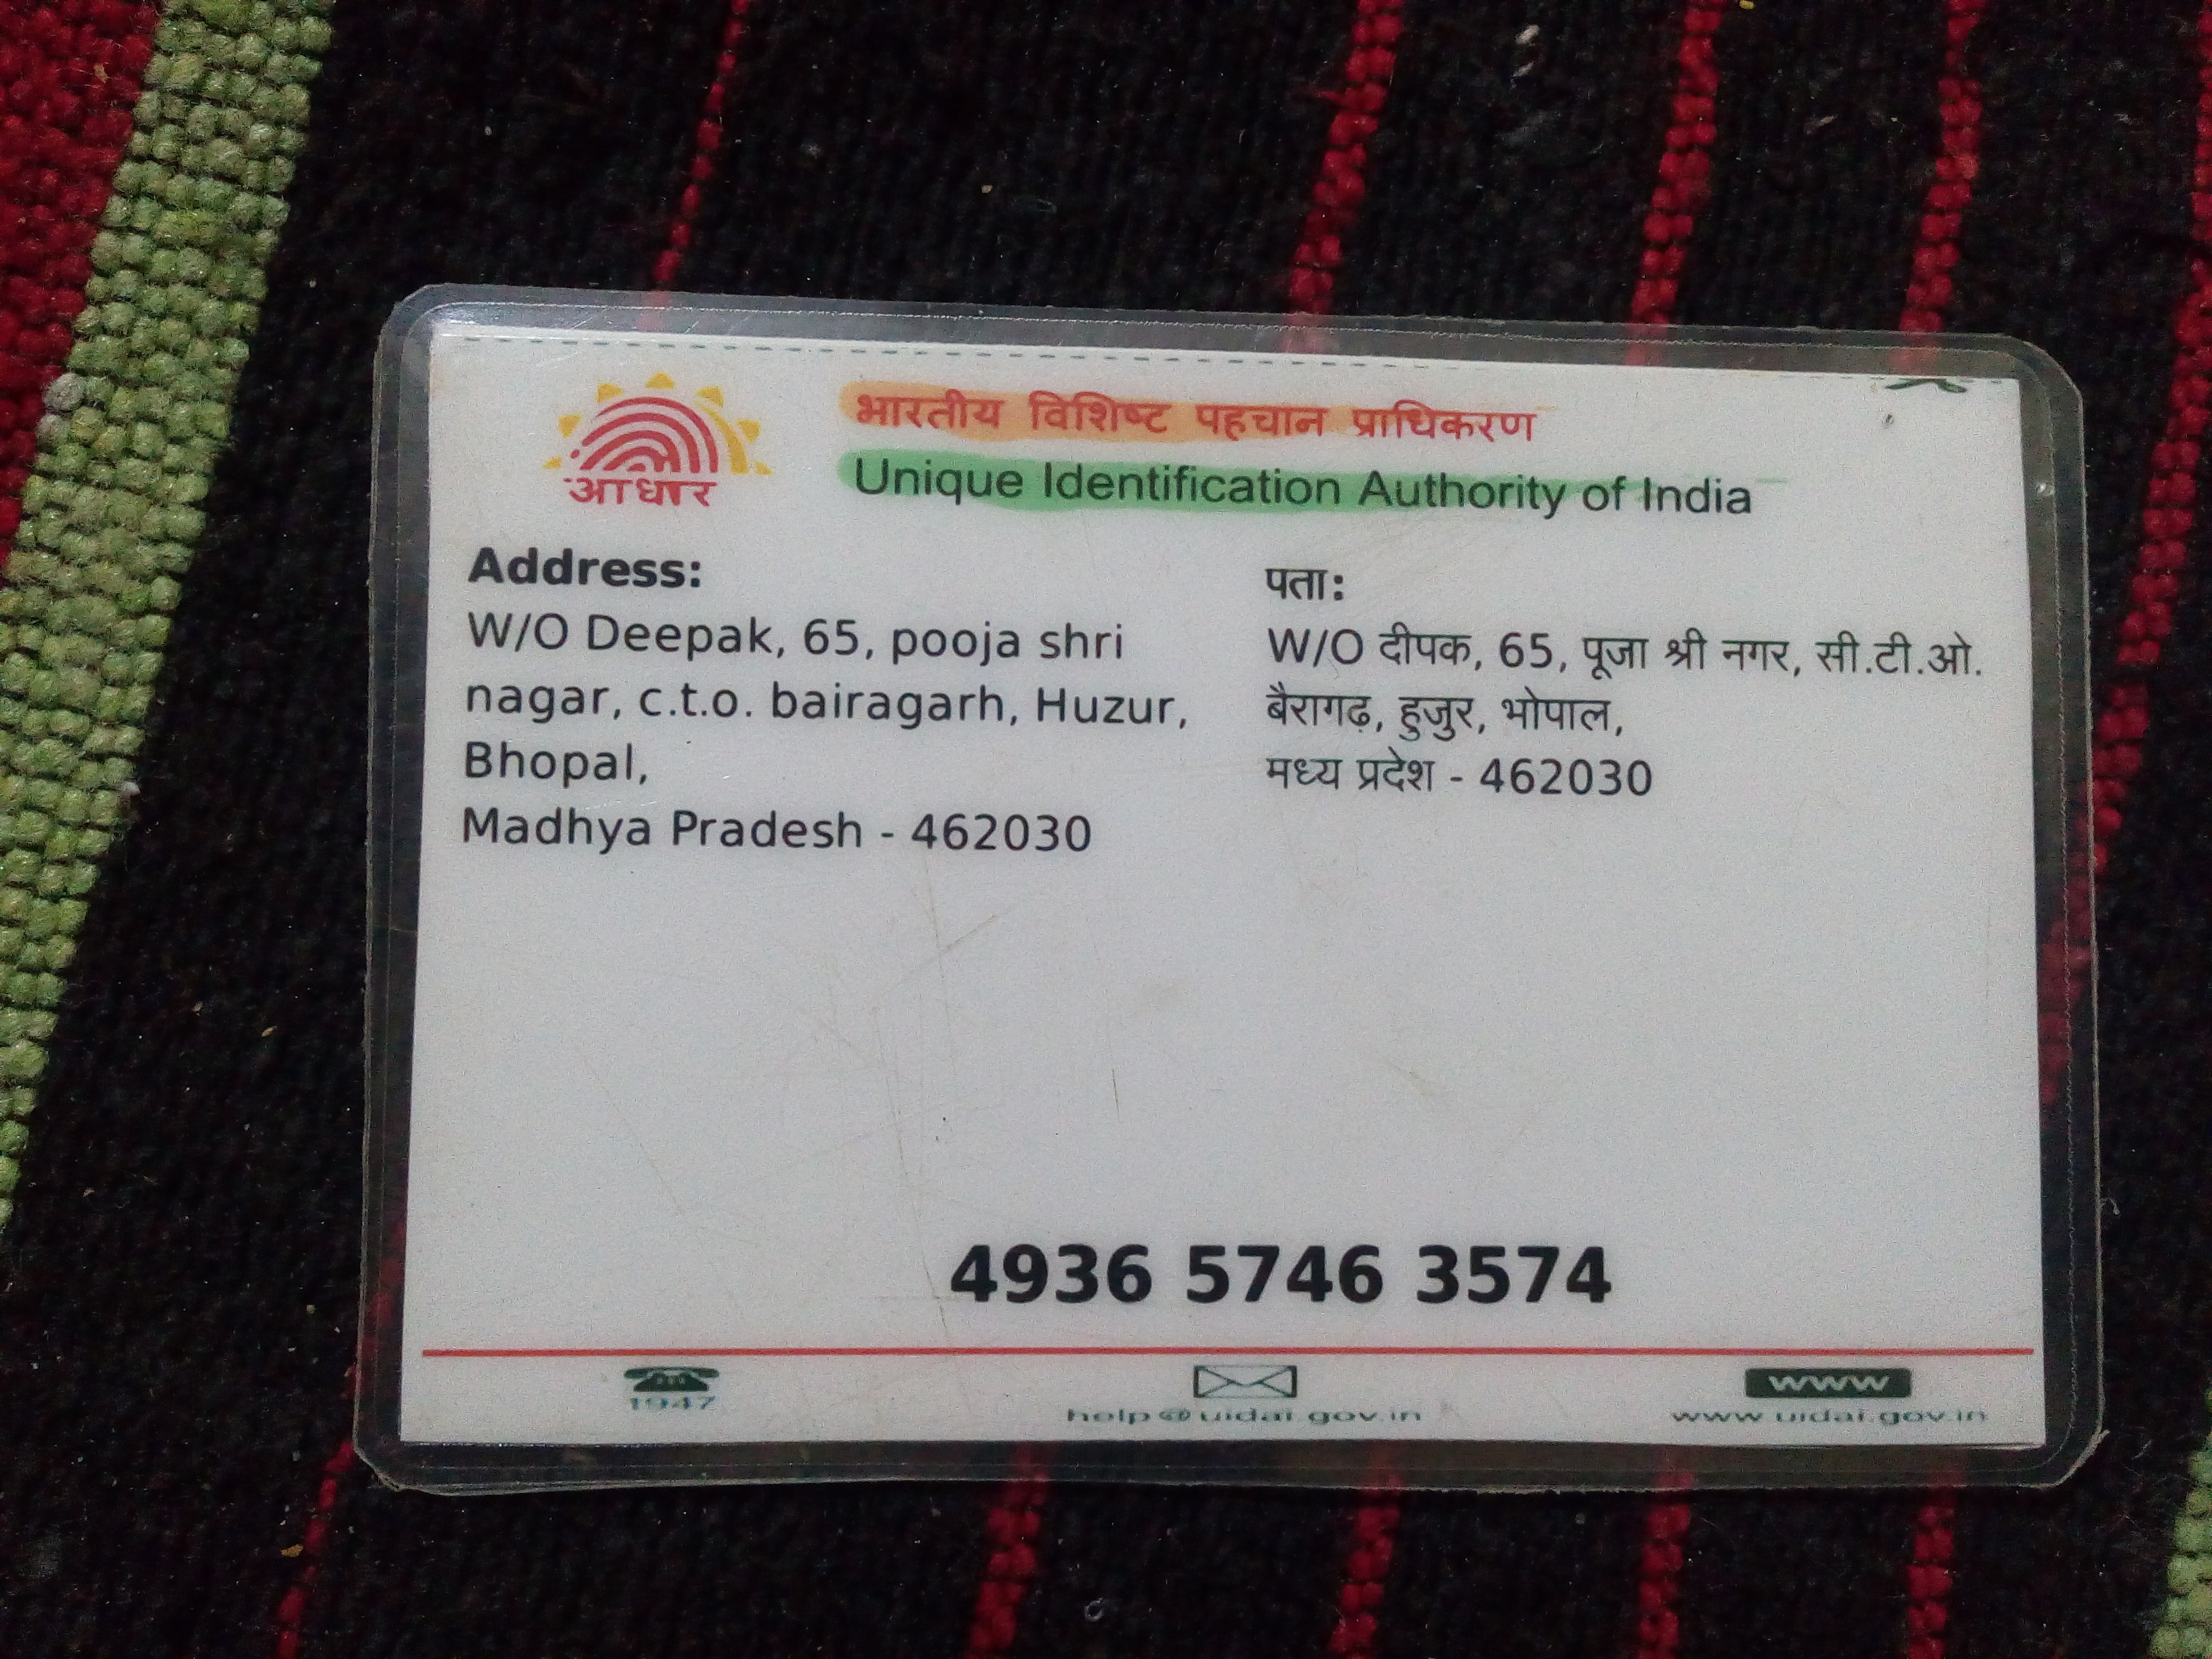 आधार
भारतीय विशिष्ट पहचान प्राधिकरण
Unique Identification Authority of India
Address:
W/O Deepak, 65, pooja shri
nagar, c.t.o. bairagarh, Huzur,
Bhopal,
Madhya Pradesh - 462030
पता:
W/O दीपक, 65, पूजा श्री नगर, सी.टी.ओ.
बैरागढ़, हुजुर, भोपाल,
मध्य प्रदेश - 462030
4936 5746 3574
1947
help@uidai.gov.in
www
www.uidai.gov.in